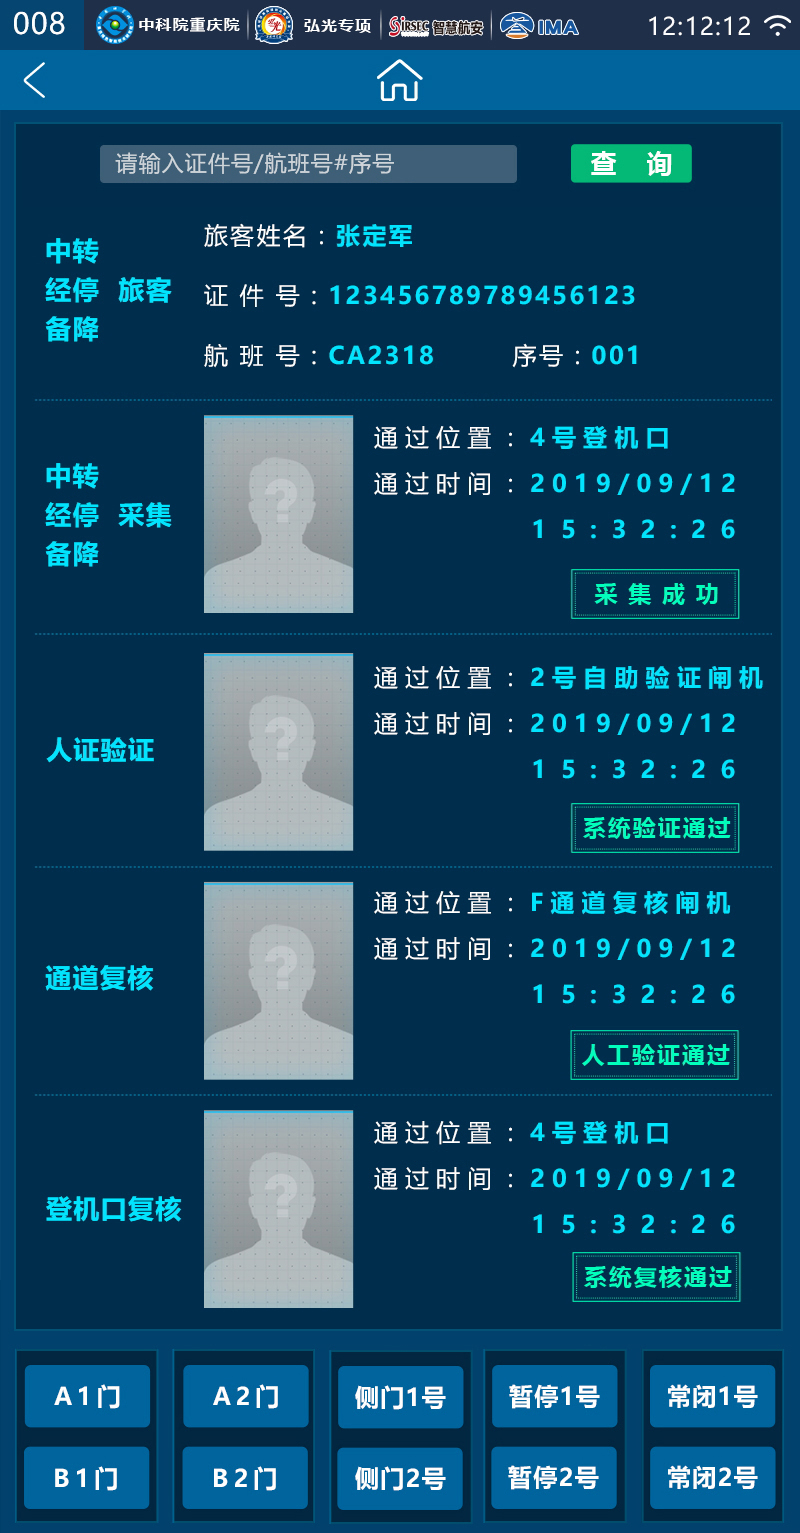 008 中科院重庆院 弘光专项 SiRSEC 智慧航安 IMA 12:12:12
请输入证件号/航班号#序号 查 询
中转
经停 旅客
备降
旅客姓名：张定军
证件号：123456789789456123
航班号：CA2318 序号：001
中转
经停 采集
备降
通过位置：4号登机口
通过时间：2019/09/12
15:32:26
采集成功
人证验证
通过位置：2号自助验证闸机
通过时间：2019/09/12
15:32:26
系统验证通过
通道复核
通过位置：F通道复核闸机
通过时间：2019/09/12
15:32:26
人工验证通过
登机口复核
通过位置：4号登机口
通过时间：2019/09/12
15:32:26
系统复核通过
A1门 A2门 侧门1号 暂停1号 常闭1号
B1门 B2门 侧门2号 暂停2号 常闭2号